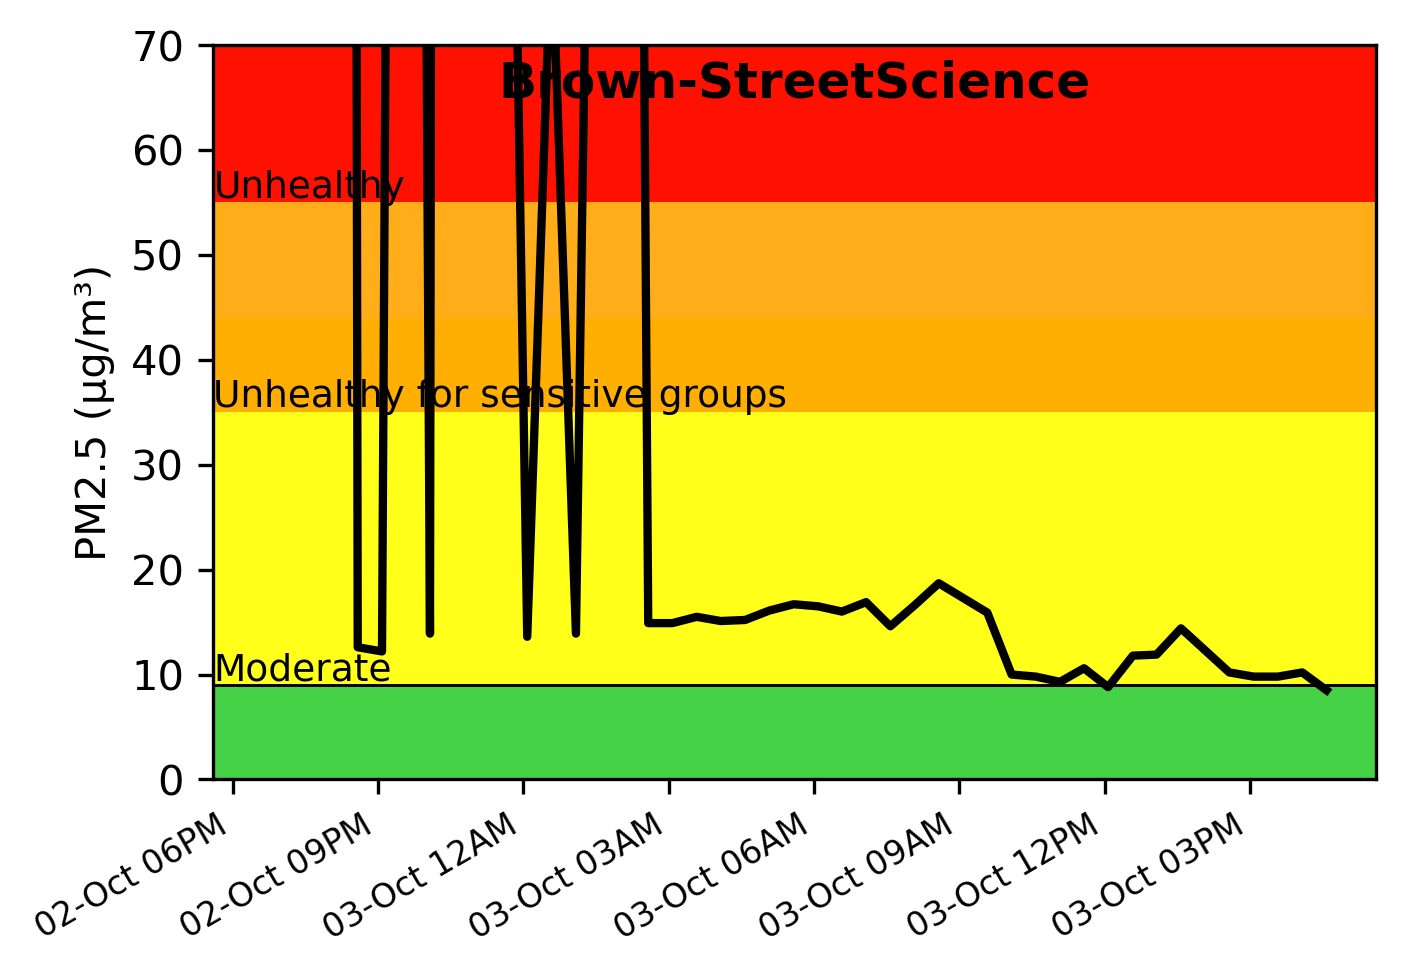 Brown-StreetScience
70
60
50
40
30
20
10
0
PM2.5 (μg/m³)
Unhealthy
Unhealthy for sensitive groups
Moderate
02-Oct 06PM
02-Oct 09PM
03-Oct 12AM
03-Oct 03AM
03-Oct 06AM
03-Oct 09AM
03-Oct 12PM
03-Oct 03PM